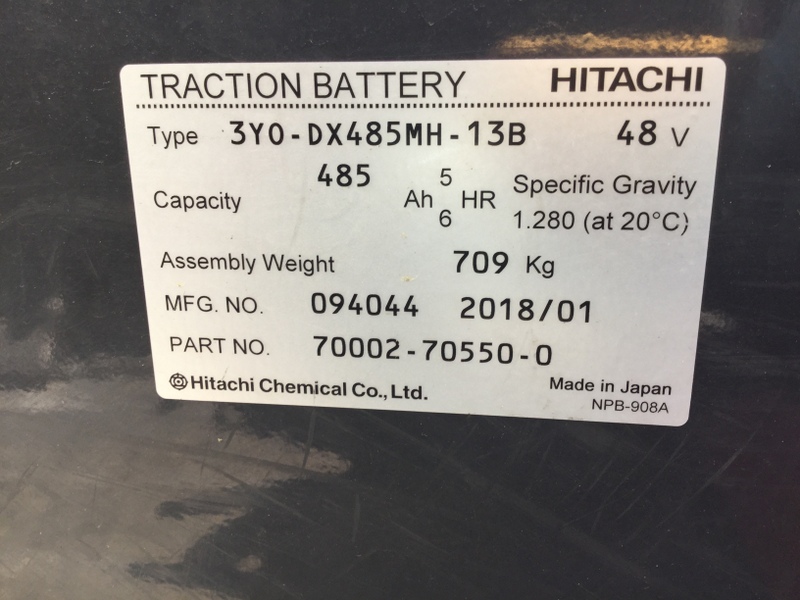 TRACTION BATTERY HITACHI
Type 3Y0-DX485MH-13B 48 V
Capacity 485 Ah 5 HR
6
Specific Gravity
1.280 (at 20°C)
Assembly Weight 709 Kg
MFG. NO. 094044 2018/01
PART NO. 70002-70550-0
Hitachi Chemical Co., Ltd. Made in Japan
NPB-908A